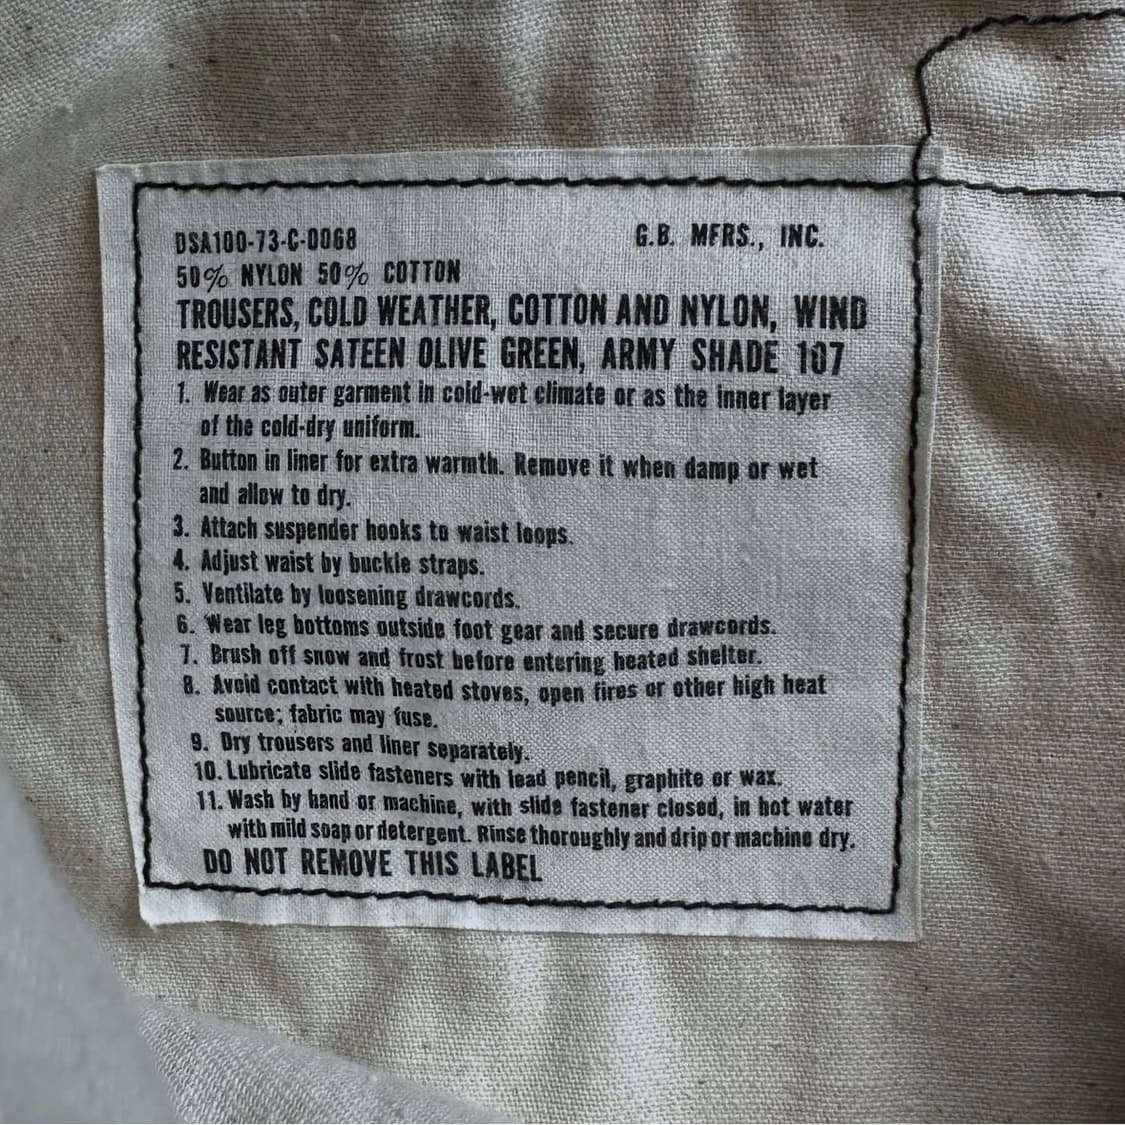 DSA100-73-C-0068 G.B. MFRS., INC.
50% NYLON 50% COTTON
TROUSERS, COLD WEATHER, COTTON AND NYLON, WIND
RESISTANT SATEEN OLIVE GREEN, ARMY SHADE 107
1. Wear as outer garment in cold-wet climate or as the inner layer
of the cold-dry uniform.
2. Button in liner for extra warmth. Remove it when damp or wet
and allow to dry.
3. Attach suspender hooks to waist loops.
4. Adjust waist by buckle straps.
5. Ventilate by loosening drawcords.
6. Wear leg bottoms outside foot gear and secure drawcords.
7. Brush off snow and frost before entering heated shelter.
8. Avoid contact with heated stoves, open fires or other high heat
source; fabric may fuse.
9. Dry trousers and liner separately.
10. Lubricate slide fasteners with lead pencil, graphite or wax.
11. Wash by hand or machine, with slide fastener closed, in hot water
with mild soap or detergent. Rinse thoroughly and drip or machine dry.
DO NOT REMOVE THIS LABEL